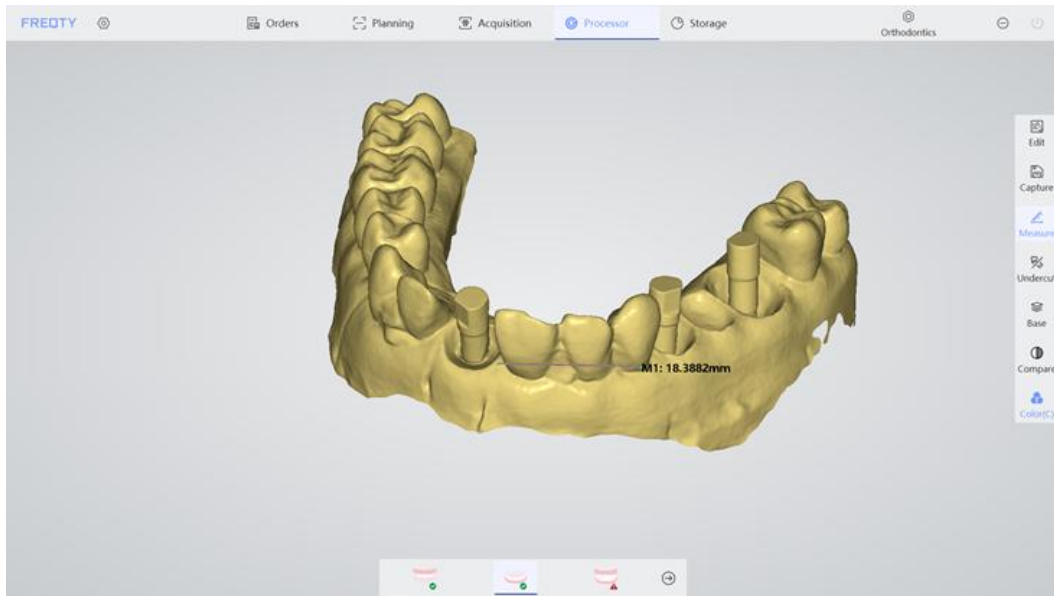 FREQTY
Orders
Planning
Acquisition
Processor
Storage
Orthodontics
Edit
Capture
Measure
Undercut
Base
Compare
Color(C)
M1: 18.3882mm